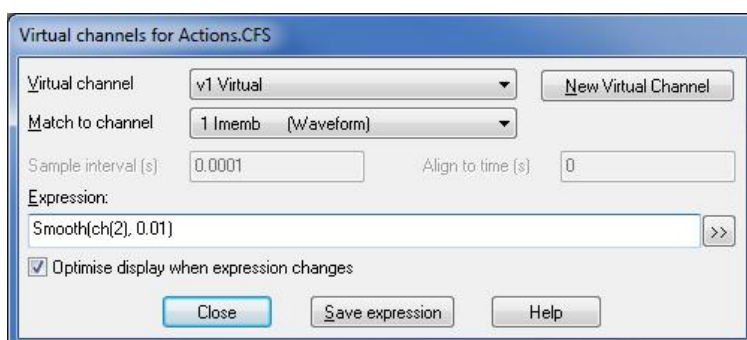 Virtual channels for Actions.CFS
Virtual channel v1 Virtual New Virtual Channel
Match to channel 1 Imemb (Waveform)
Sample interval (s) 0.0001 Align to time (s) 0
Expression:
Smooth(ch(2), 0.01) >>
Optimise display when expression changes
Close Save expression Help